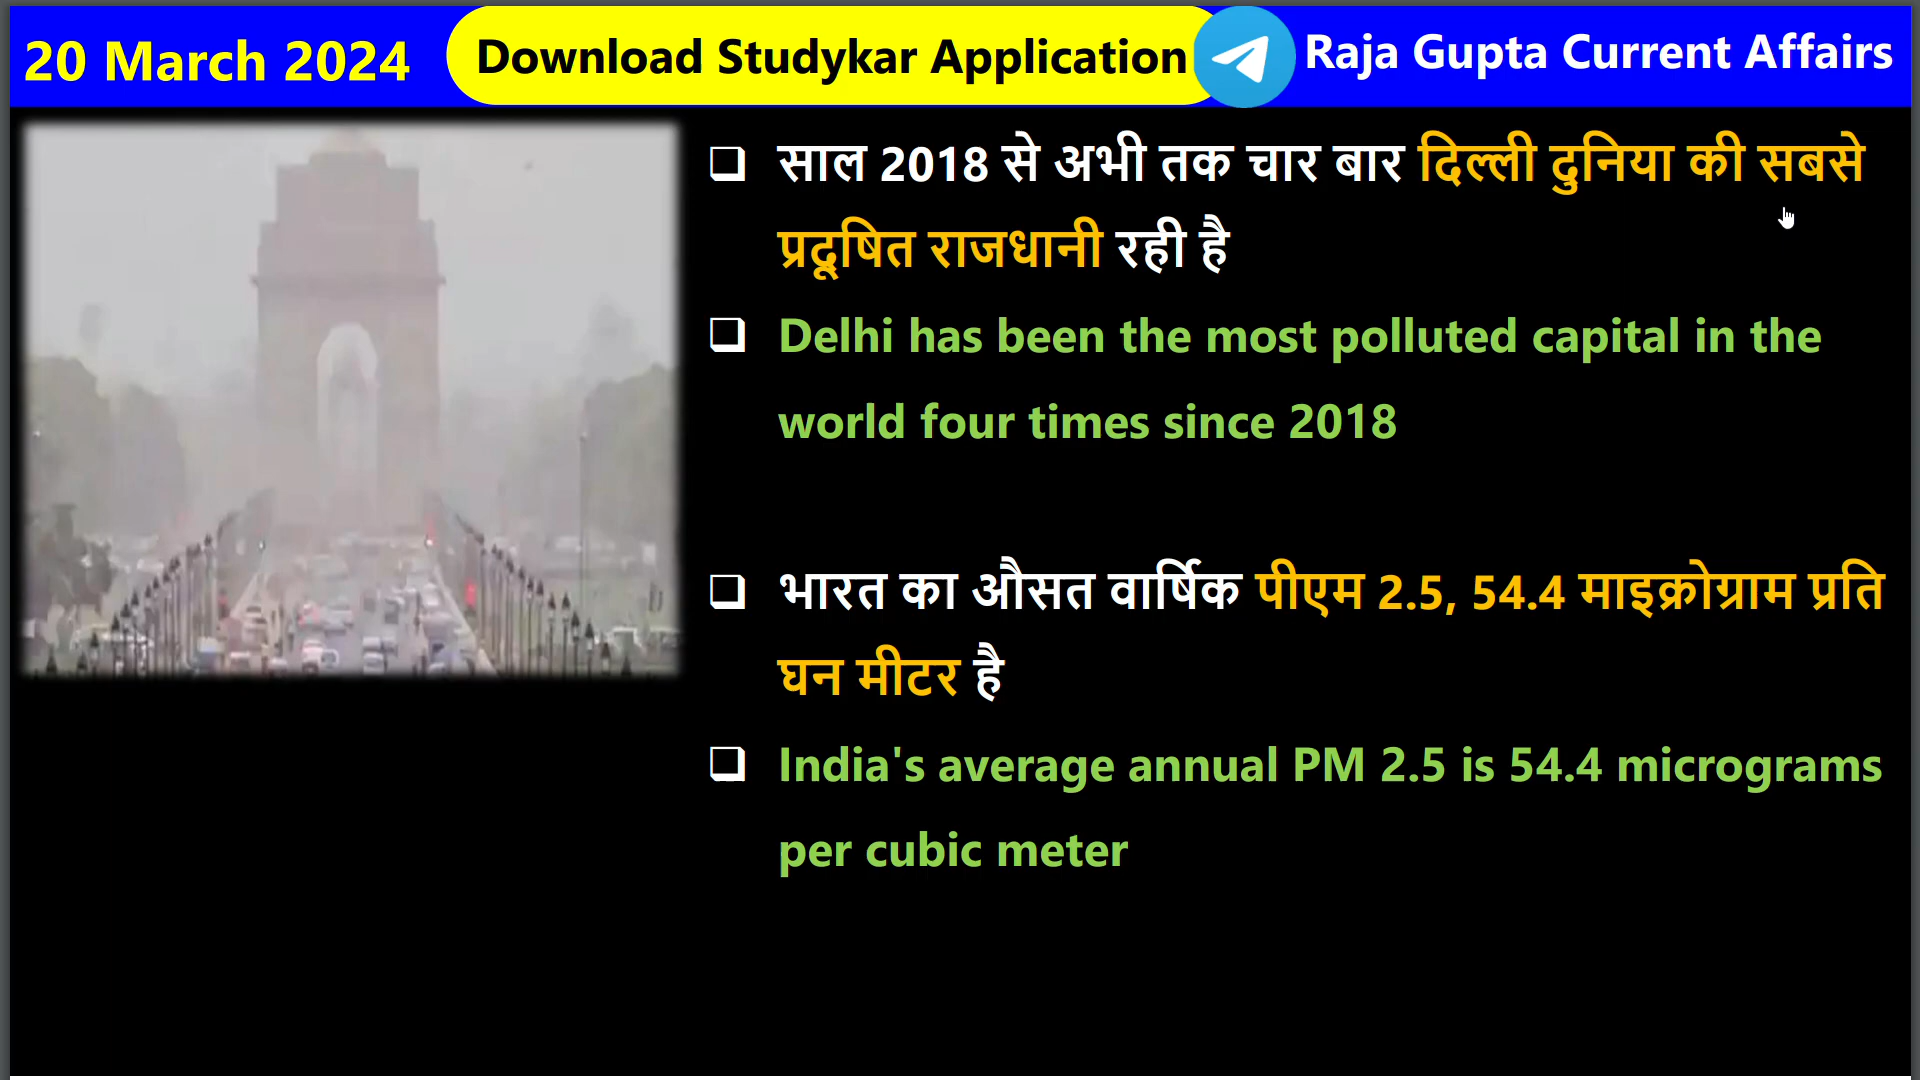 20 March 2024
Download Studykar Application
Raja Gupta Current Affairs
साल 2018 से अभी तक चार बार दिल्ली दुनिया की सबसे
प्रदूषित राजधानी रही है
Delhi has been the most polluted capital in the
world four times since 2018
भारत का औसत वार्षिक पीएम 2.5, 54.4 माइक्रोग्राम प्रति
घन मीटर है
India's average annual PM 2.5 is 54.4 micrograms
per cubic meter